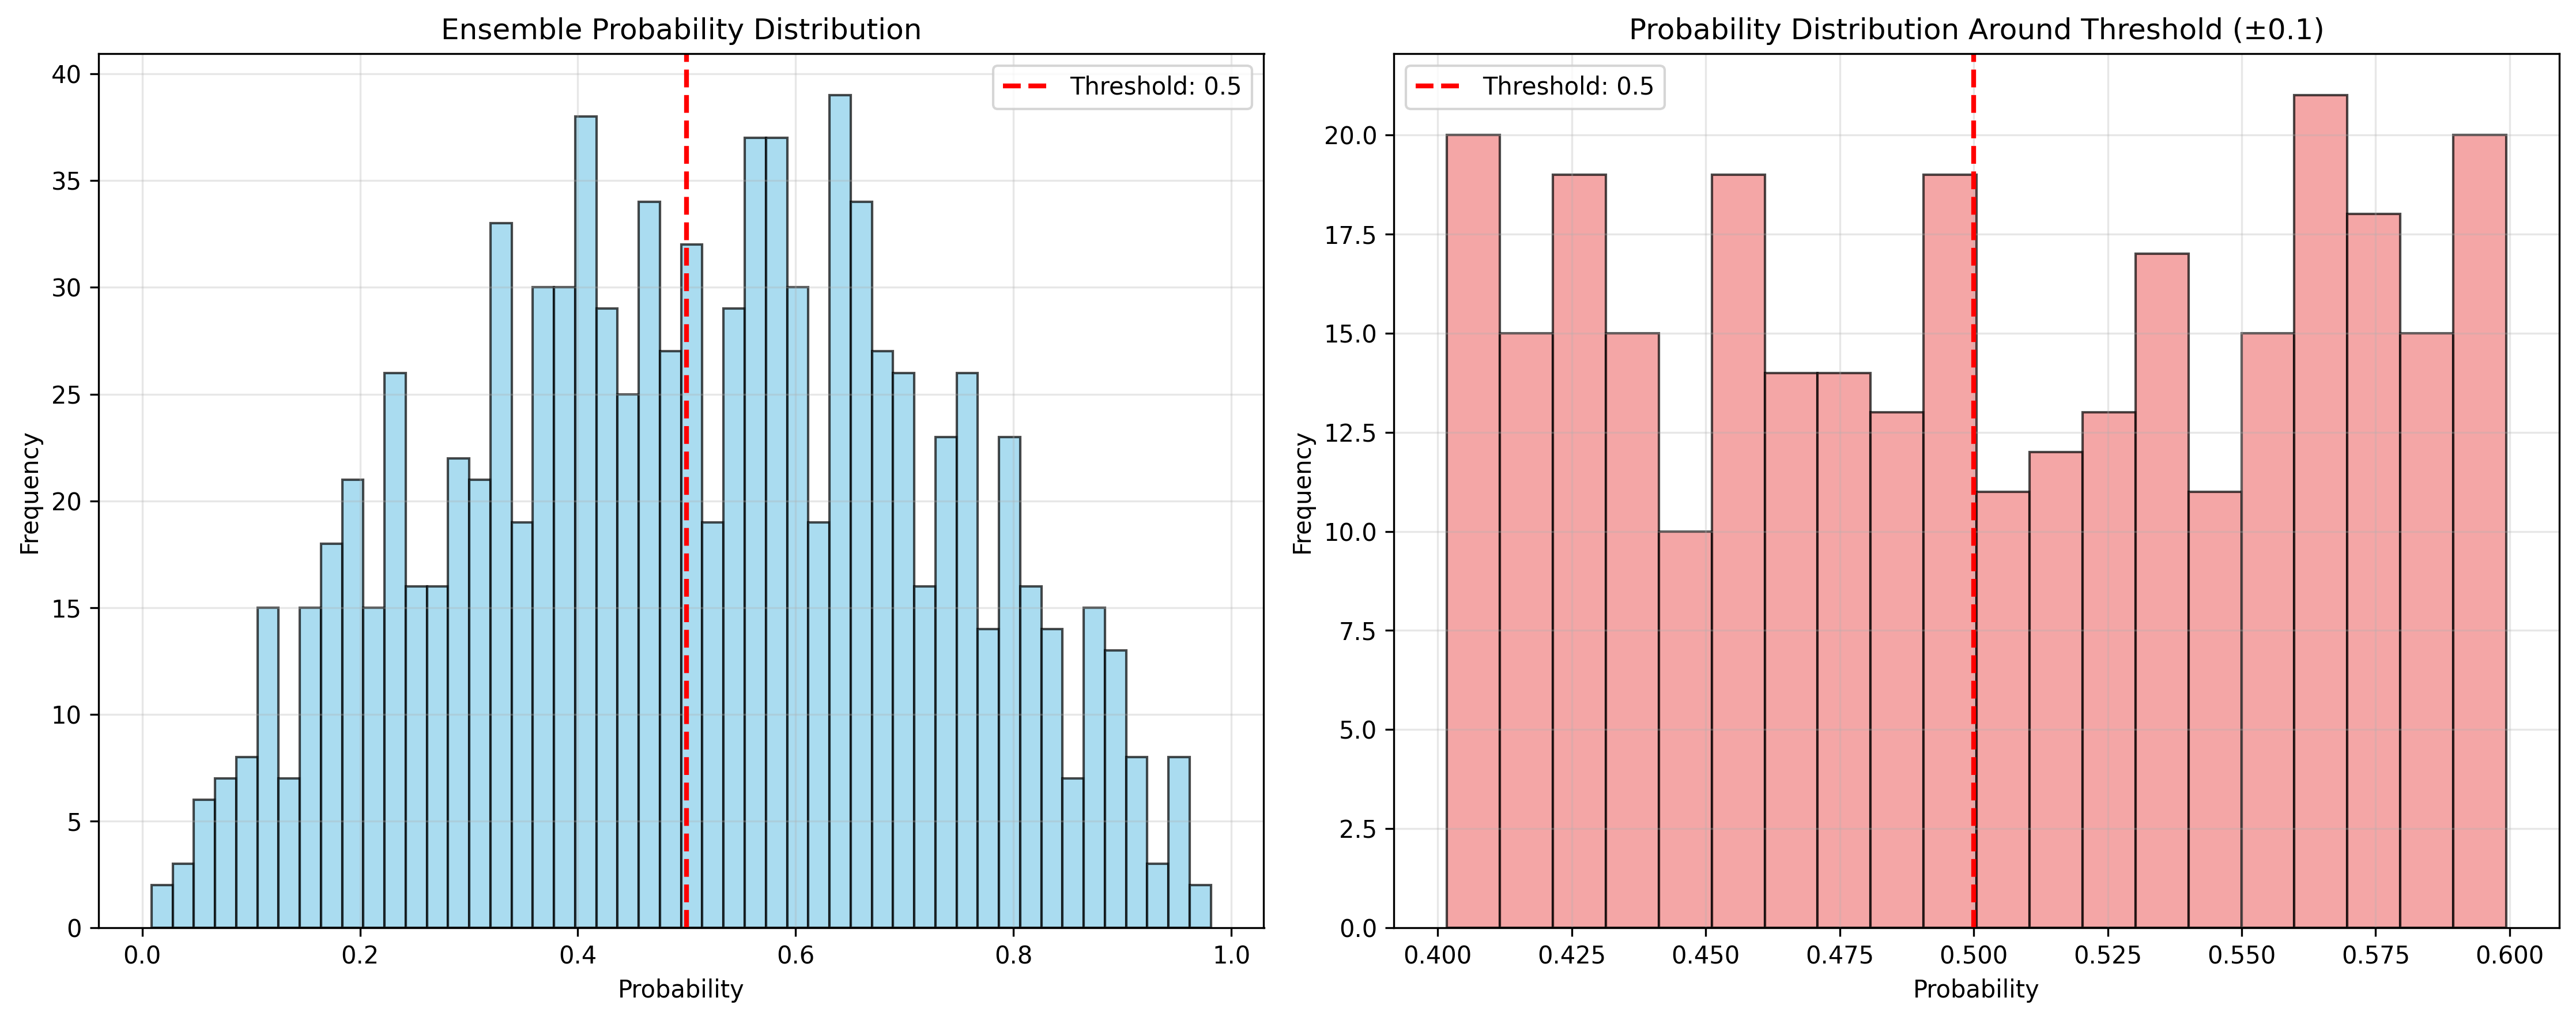 Ensemble Probability Distribution
Threshold: 0.5
Frequency
40
35
30
25
20
15
10
5
0
0.0 0.2 0.4 0.6 0.8 1.0
Probability
Probability Distribution Around Threshold (±0.1)
Threshold: 0.5
Frequency
20.0
17.5
15.0
12.5
10.0
7.5
5.0
2.5
0.0
0.400 0.425 0.450 0.475 0.500 0.525 0.550 0.575 0.600
Probability